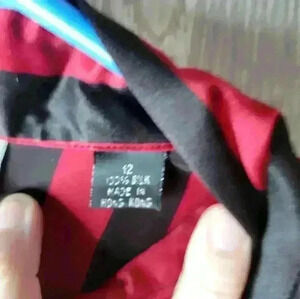 12
100% SILK
MADE IN
HONG KONG